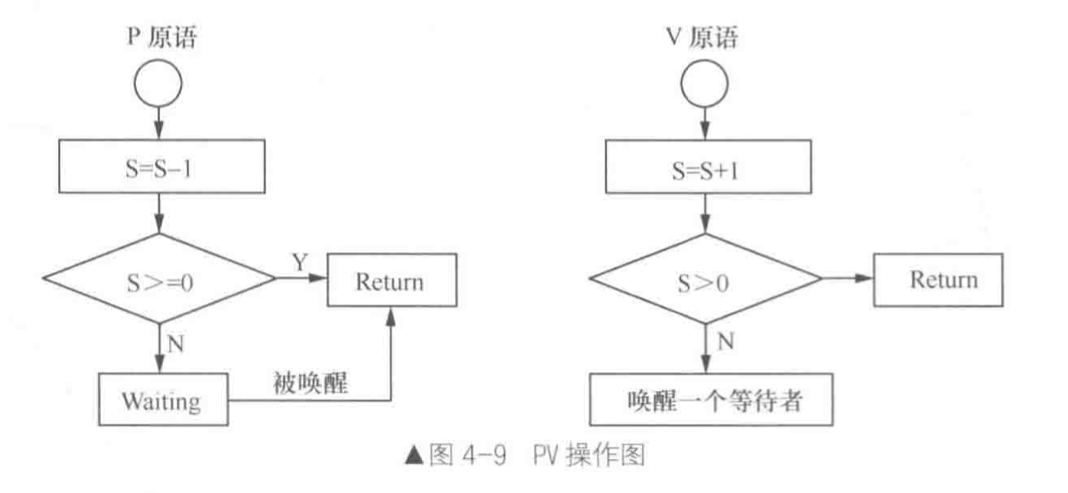 P 原语
V 原语
S=S-1
S=S+1
S>=0
Y
Return
S>0
Return
N
N
Waiting
被唤醒
唤醒一个等待者
▲图 4-9 PV 操作图